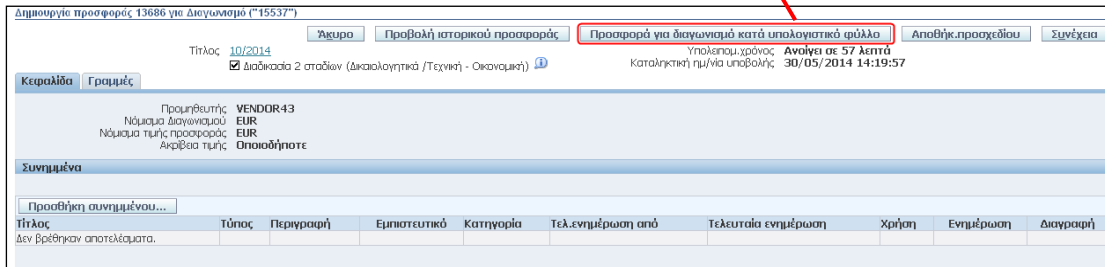 Δημιουργία προσφοράς 13686 για Διαγωνισμό ("15537")
Άκυρο Προβολή ιστορικού προσφοράς Προσφορά για διαγωνισμό κατά υπολογιστικό φύλλο Αποθήκ.προσχεδίου Συνέχεια
Τίτλος 10/2014 Υπολειπομ.χρόνος Ανοίγει σε 57 λεπτά
Διαδικασία 2 σταδίων (Δικαιολογητικά /Τεχνική - Οικονομική) Καταληκτική ημ/νία υποβολής 30/05/2014 14:19:57
Κεφαλίδα Γραμμές
Προμηθευτής VENDOR43
Νόμισμα Διαγωνισμού EUR
Νόμισμα τιμής προσφοράς EUR
Ακρίβεια τιμής Οποιοδήποτε
Συνημμένα
Προσθήκη συνημμένου...
Τίτλος Τύπος Περιγραφή Εμπιστευτικό Κατηγορία Τελ.ενημέρωση από Τελευταία ενημέρωση Χρήση Ενημέρωση Διαγραφή
Δεν βρέθηκαν αποτελέσματα.